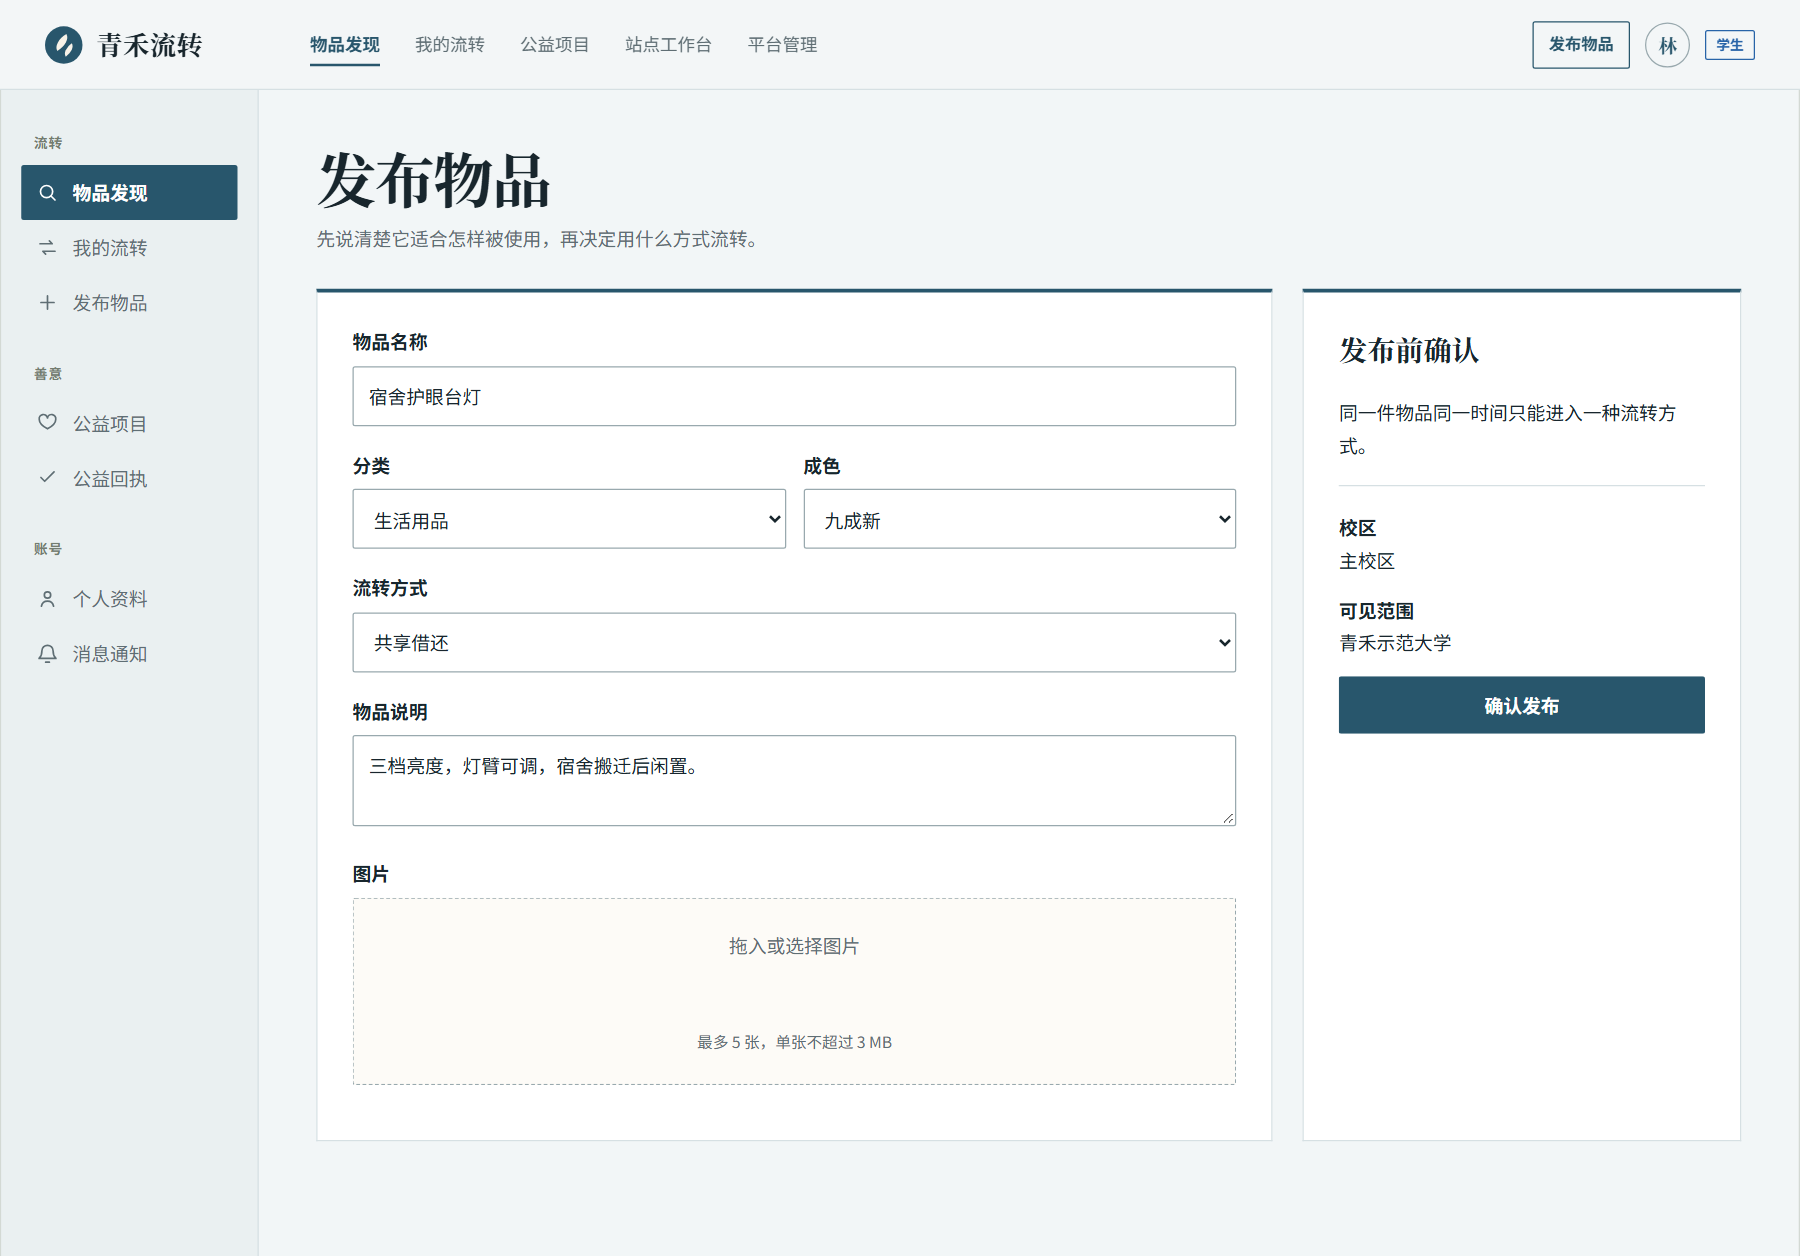 青禾流转
物品发现
我的流转
公益项目
站点工作台
平台管理
发布物品
林
学生
流转
物品发现
我的流转
发布物品
善意
公益项目
公益回执
账号
个人资料
消息通知
发布物品
先说清楚它适合怎样被使用，再决定用什么方式流转。
物品名称
宿舍护眼台灯
分类
成色
生活用品
九成新
流转方式
共享借还
物品说明
三档亮度，灯臂可调，宿舍搬迁后闲置。
图片
拖入或选择图片
最多 5 张，单张不超过 3 MB
发布前确认
同一件物品同一时间只能进入一种流转方
式。
校区
主校区
可见范围
青禾示范大学
确认发布